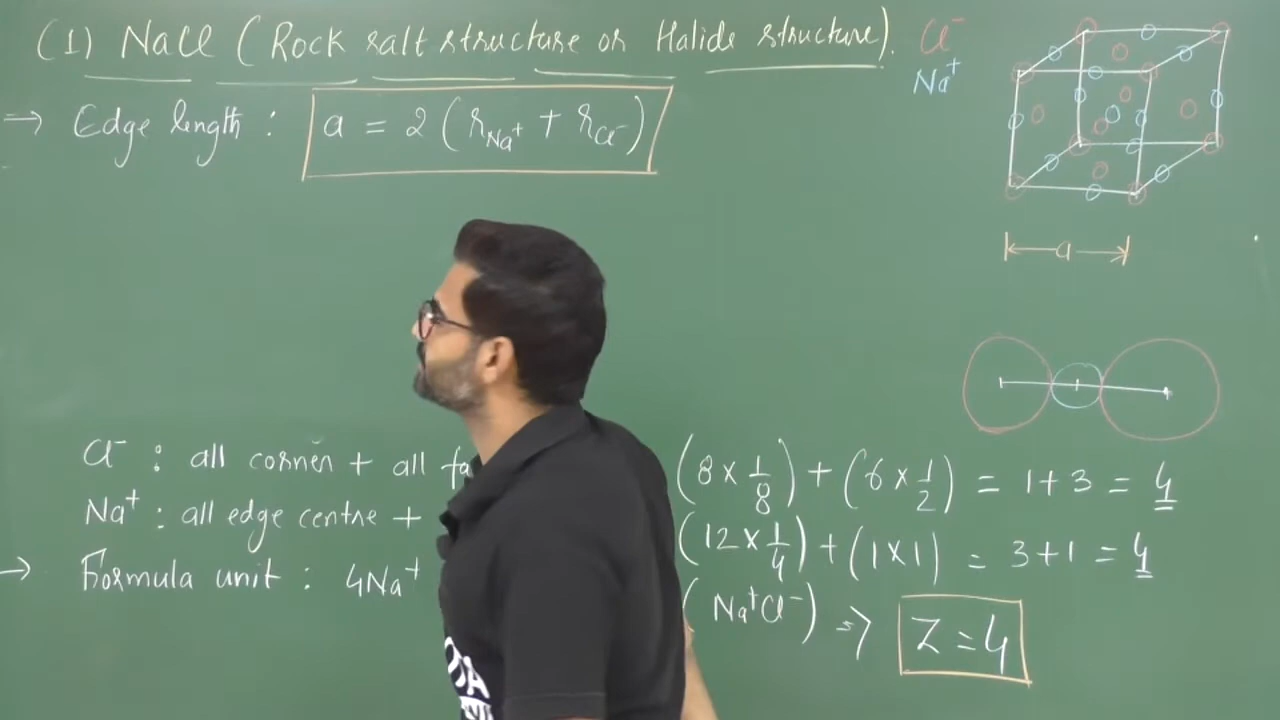 (1) NaCl (Rock salt structure or Halide structure).
Cl⁻
Na⁺
→ Edge length : a = 2 (r_Na⁺ + r_Cl⁻)
a
Cl⁻ : all corner + all (8 × 1/8) + (6 × 1/2) = 1 + 3 = 4
Na⁺ : all edge centre + (12 × 1/4) + (1 × 1) = 3 + 1 = 4
→ Formula unit : 4Na⁺ (Na⁺Cl⁻) ⇒ Z = 4